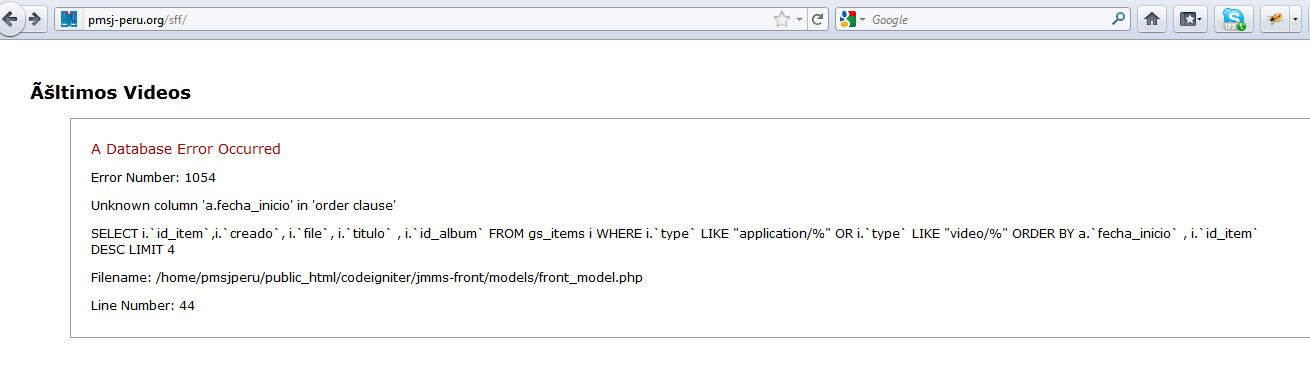 pmsj-peru.org/sff/
Google
Ãšltimos Videos
A Database Error Occurred
Error Number: 1054
Unknown column 'a.fecha_inicio' in 'order clause'
SELECT i.`id_item`,i.`creado`, i.`file`, i.`titulo` , i.`id_album` FROM gs_items i WHERE i.`type` LIKE "application/%" OR i.`type` LIKE "video/%" ORDER BY a.`fecha_inicio` , i.`id_item`
DESC LIMIT 4
Filename: /home/pmsjperu/public_html/codeigniter/jmms-front/models/front_model.php
Line Number: 44